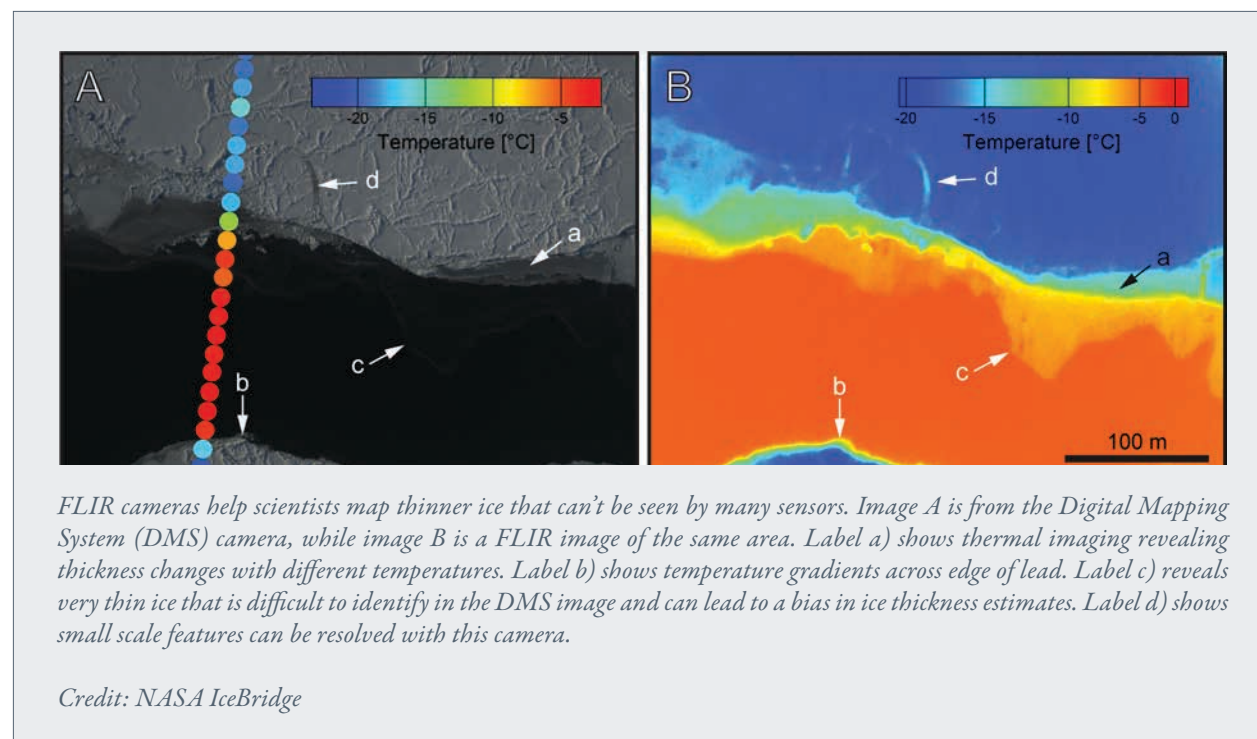 A
-20 -15 -10 -5
Temperature [°C]
d
a
c
b
B
-20 -15 -10 -5 0
Temperature [°C]
d
a
c
b
100 m
FLIR cameras help scientists map thinner ice that can’t be seen by many sensors. Image A is from the Digital Mapping
System (DMS) camera, while image B is a FLIR image of the same area. Label a) shows thermal imaging revealing
thickness changes with different temperatures. Label b) shows temperature gradients across edge of lead. Label c) reveals
very thin ice that is difficult to identify in the DMS image and can lead to a bias in ice thickness estimates. Label d) shows
small scale features can be resolved with this camera.
Credit: NASA IceBridge